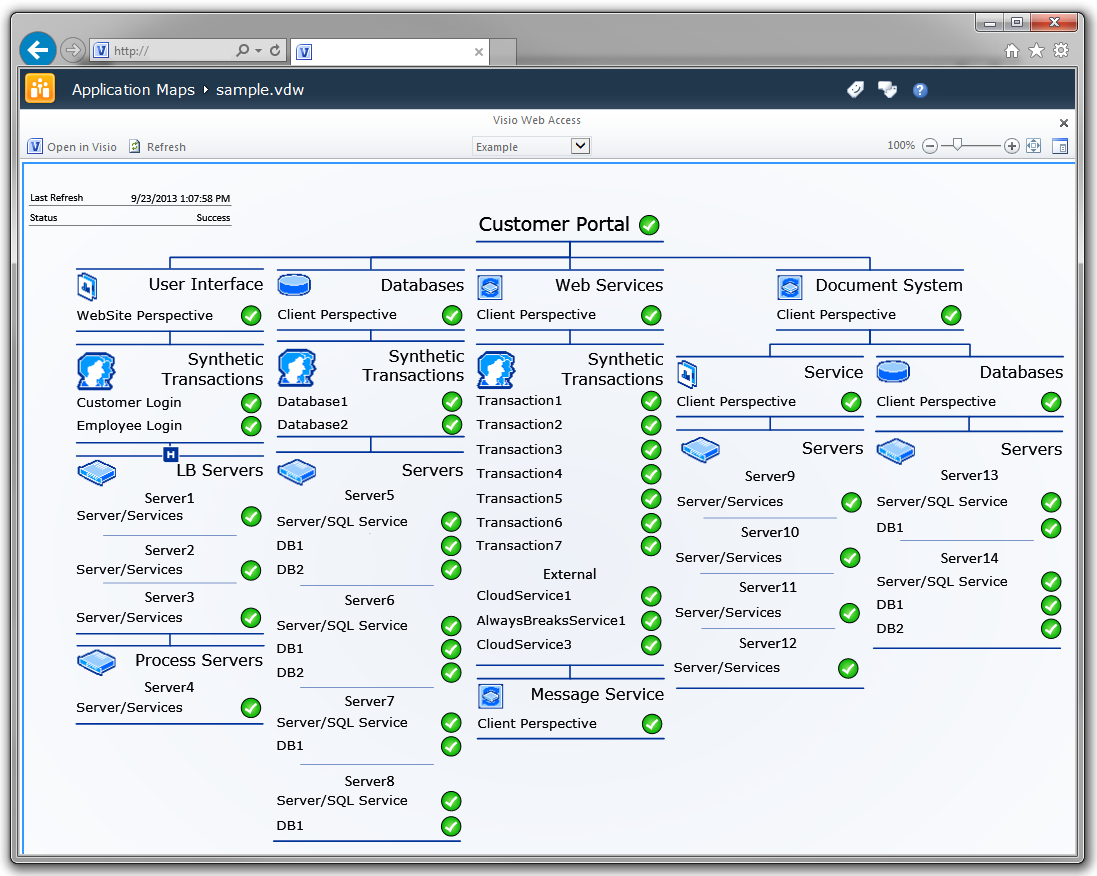 http://
Application Maps ▸ sample.vdw
Visio Web Access
Open in Visio
Refresh
Example
100%
Last Refresh 9/23/2013 1:07:58 PM
Status Success
Customer Portal
User Interface
WebSite Perspective
Synthetic
Transactions
Customer Login
Employee Login
H
LB Servers
Server1
Server/Services
Server2
Server/Services
Server3
Server/Services
Process Servers
Server4
Server/Services
Databases
Client Perspective
Synthetic
Transactions
Database1
Database2
Servers
Server5
Server/SQL Service
DB1
DB2
Server6
Server/SQL Service
DB1
DB2
Server7
Server/SQL Service
DB1
Server8
Server/SQL Service
DB1
Web Services
Client Perspective
Synthetic
Transactions
Transaction1
Transaction2
Transaction3
Transaction4
Transaction5
Transaction6
Transaction7
External
CloudService1
AlwaysBreaksService1
CloudService3
Message Service
Client Perspective
Document System
Client Perspective
Service
Client Perspective
Servers
Server9
Server/Services
Server10
Server/Services
Server11
Server/Services
Server12
Server/Services
Databases
Client Perspective
Servers
Server13
Server/SQL Service
DB1
Server14
Server/SQL Service
DB1
DB2